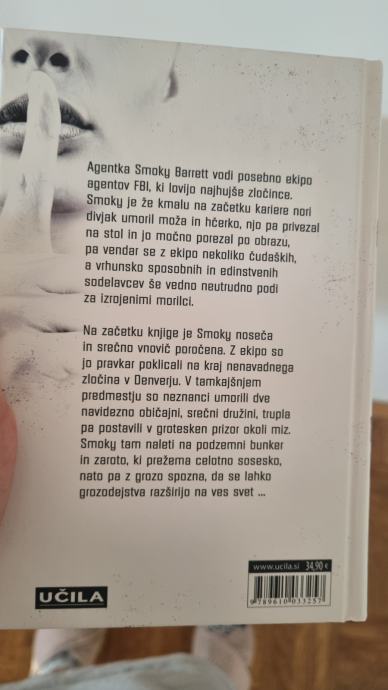 Agentka Smoky Barrett vodi posebno ekipo
agentov FBI, ki lovijo najhujše zločince.
Smoky je že kmalu na začetku kariere nori
divjak umoril moža in hčerko, njo pa privezal
na stol in jo močno porezal po obrazu,
pa vendar se z ekipo nekoliko čudaških,
a vrhunsko sposobnih in edinstvenih
sodelavcev še vedno neutrudno podi
za izrojenimi morilci.
Na začetku knjige je Smoky noseča
in srečno vnovič poročena. Z ekipo so
jo pravkar poklicali na kraj nenavadnega
zločina v Denverju. V tamkajšnjem
predmestju so neznanci umorili dve
navidezno običajni, srečni družini, trupla
pa postavili v grotesken prizor okoli miz.
Smoky tam naleti na podzemni bunker
in zaroto, ki prežema celotno sosesko,
nato pa z grozo spozna, da se lahko
grozodejstva razširijo na ves svet ...
www.ucila.si 34,90 €
9789610033257
UČILA